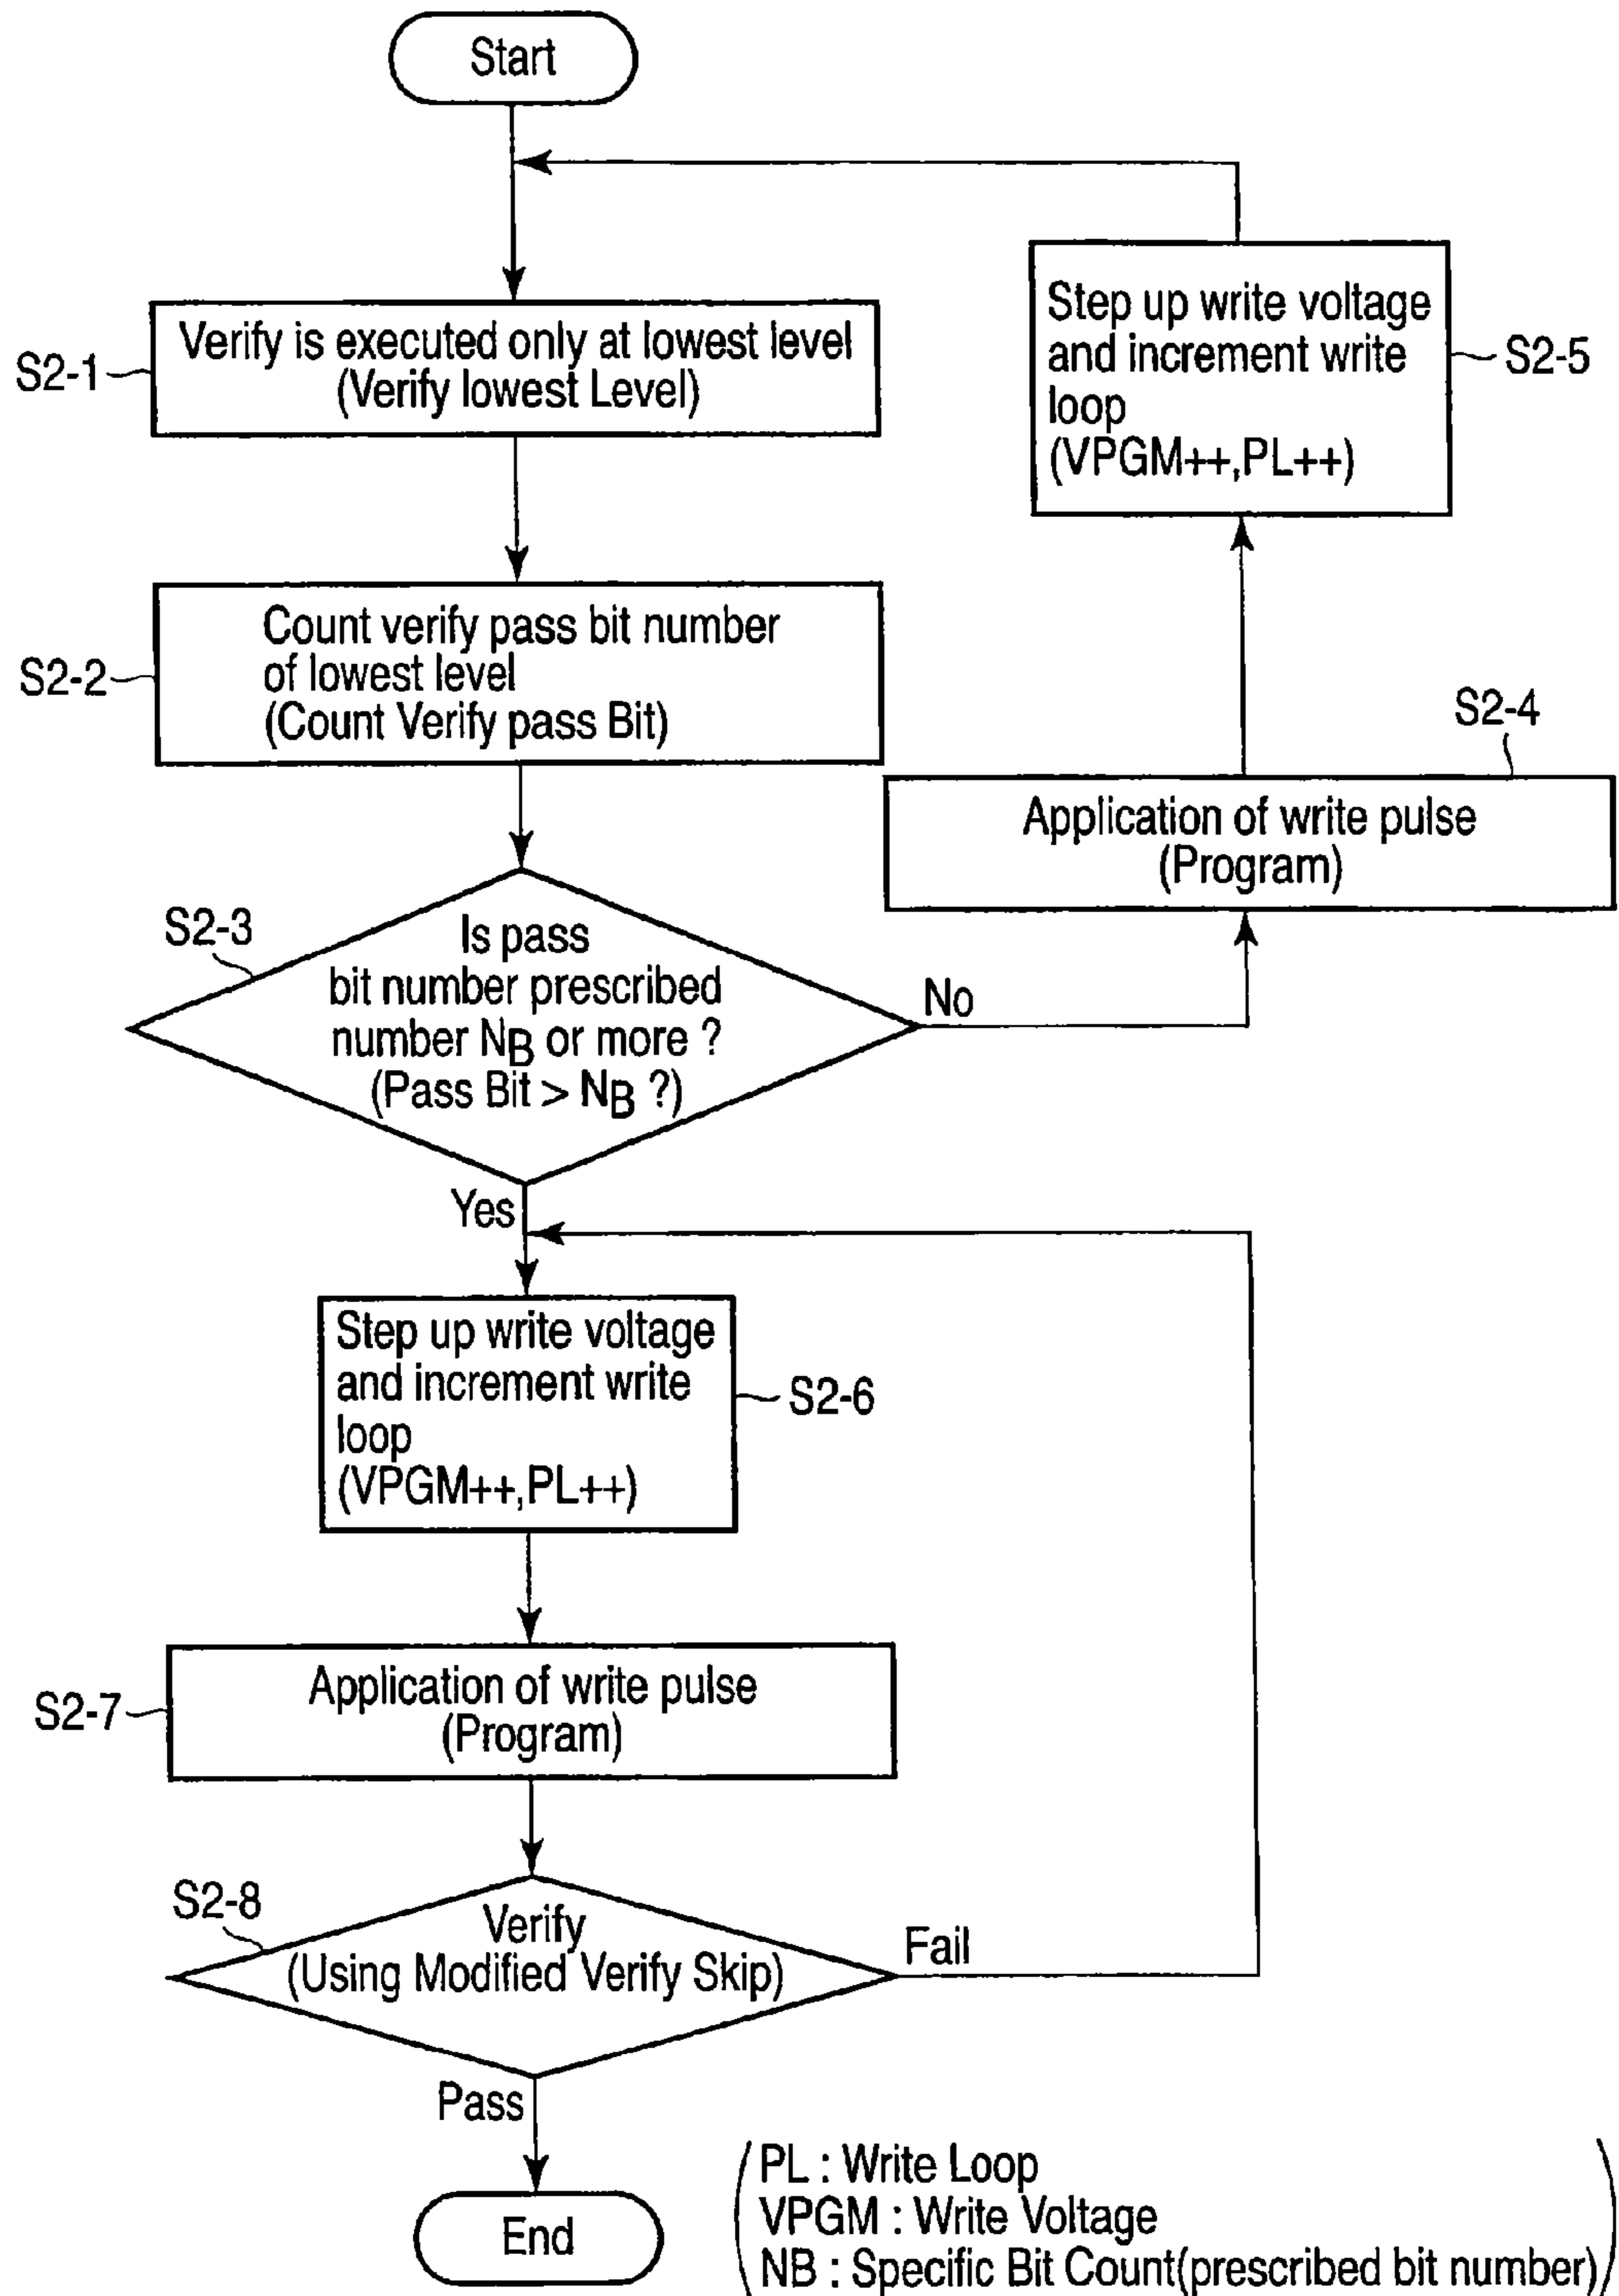 Start
Verify is executed only at lowest level
(Verify lowest Level)
S2-1
Step up write voltage
and increment write
loop
(VPGM++,PL++)
S2-5
Count verify pass bit number
of lowest level
(Count Verify pass Bit)
S2-2
S2-4
Application of write pulse
(Program)
S2-3
Is pass
bit number prescribed
number NB or more ?
(Pass Bit > NB ?)
No
Yes
Step up write voltage
and increment write
loop
(VPGM++,PL++)
S2-6
Application of write pulse
(Program)
S2-7
S2-8
Verify
(Using Modified Verify Skip)
Fail
Pass
End
PL : Write Loop
VPGM : Write Voltage
NB : Specific Bit Count(prescribed bit number)